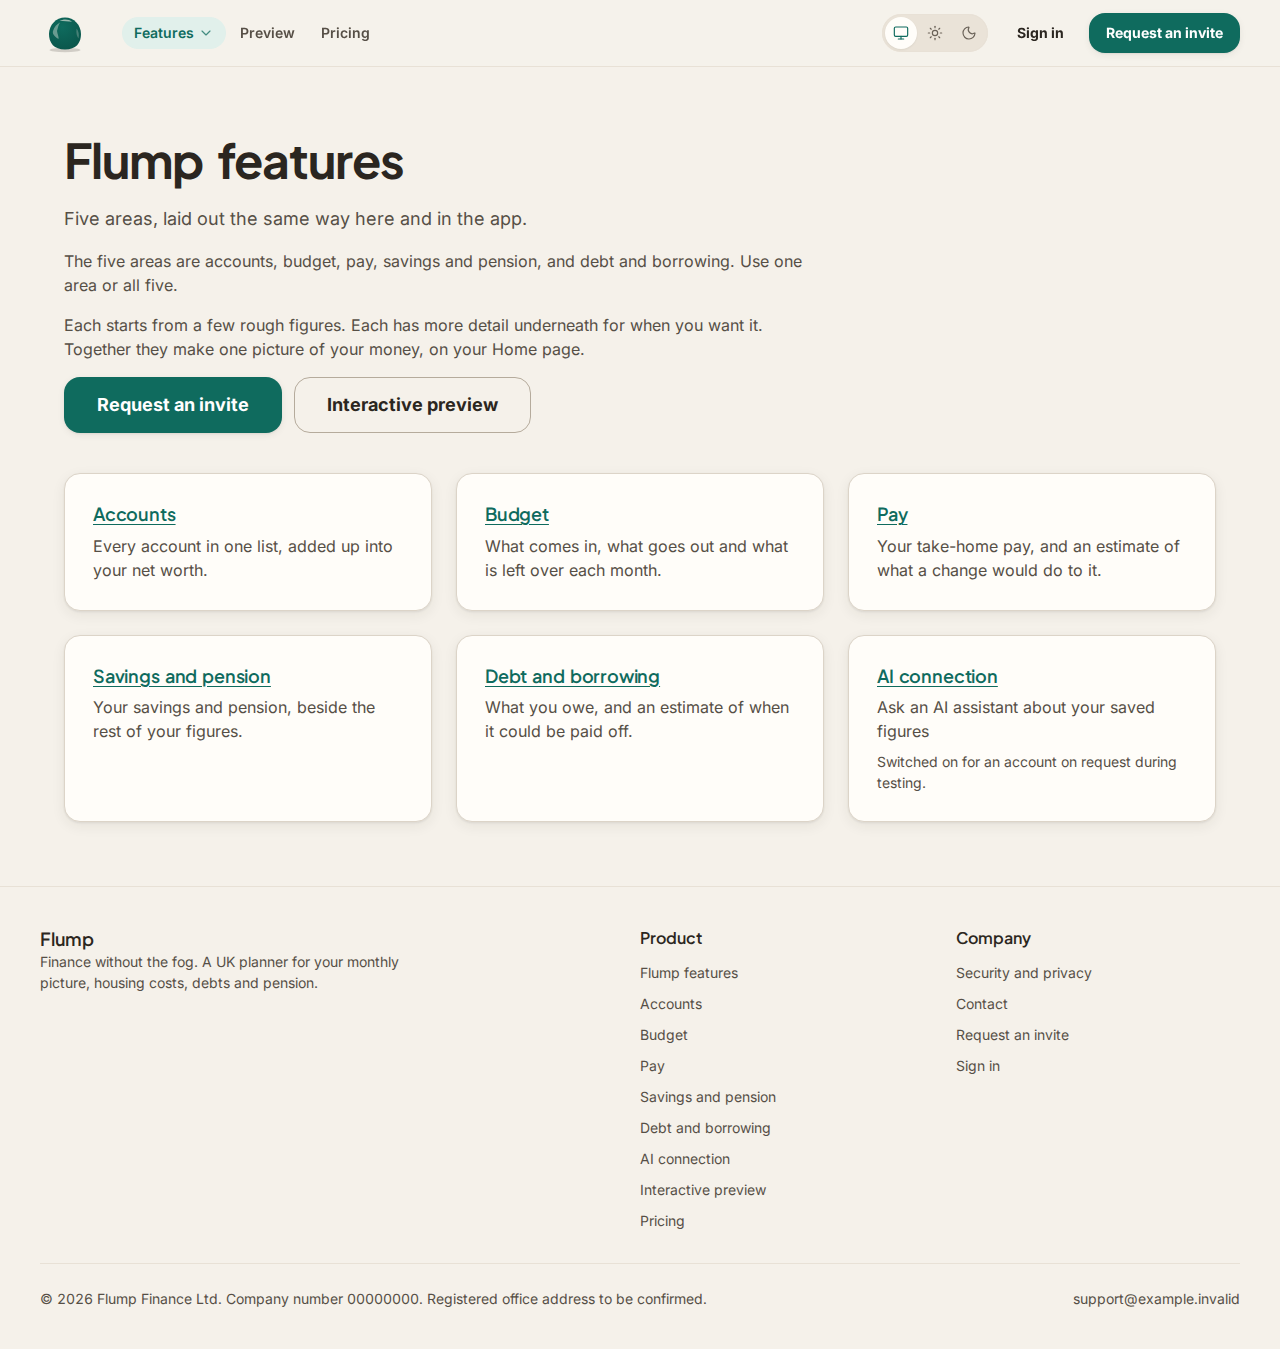 Features
Preview
Pricing
Sign in
Request an invite
Flump features
Five areas, laid out the same way here and in the app.
The five areas are accounts, budget, pay, savings and pension, and debt and borrowing. Use one
area or all five.
Each starts from a few rough figures. Each has more detail underneath for when you want it.
Together they make one picture of your money, on your Home page.
Request an invite
Interactive preview
Accounts
Every account in one list, added up into
your net worth.
Budget
What comes in, what goes out and what
is left over each month.
Pay
Your take-home pay, and an estimate of
what a change would do to it.
Savings and pension
Your savings and pension, beside the
rest of your figures.
Debt and borrowing
What you owe, and an estimate of when
it could be paid off.
AI connection
Ask an AI assistant about your saved
figures
Switched on for an account on request during
testing.
Flump
Finance without the fog. A UK planner for your monthly
picture, housing costs, debts and pension.
Product
Flump features
Accounts
Budget
Pay
Savings and pension
Debt and borrowing
AI connection
Interactive preview
Pricing
Company
Security and privacy
Contact
Request an invite
Sign in
© 2026 Flump Finance Ltd. Company number 00000000. Registered office address to be confirmed.
support@example.invalid